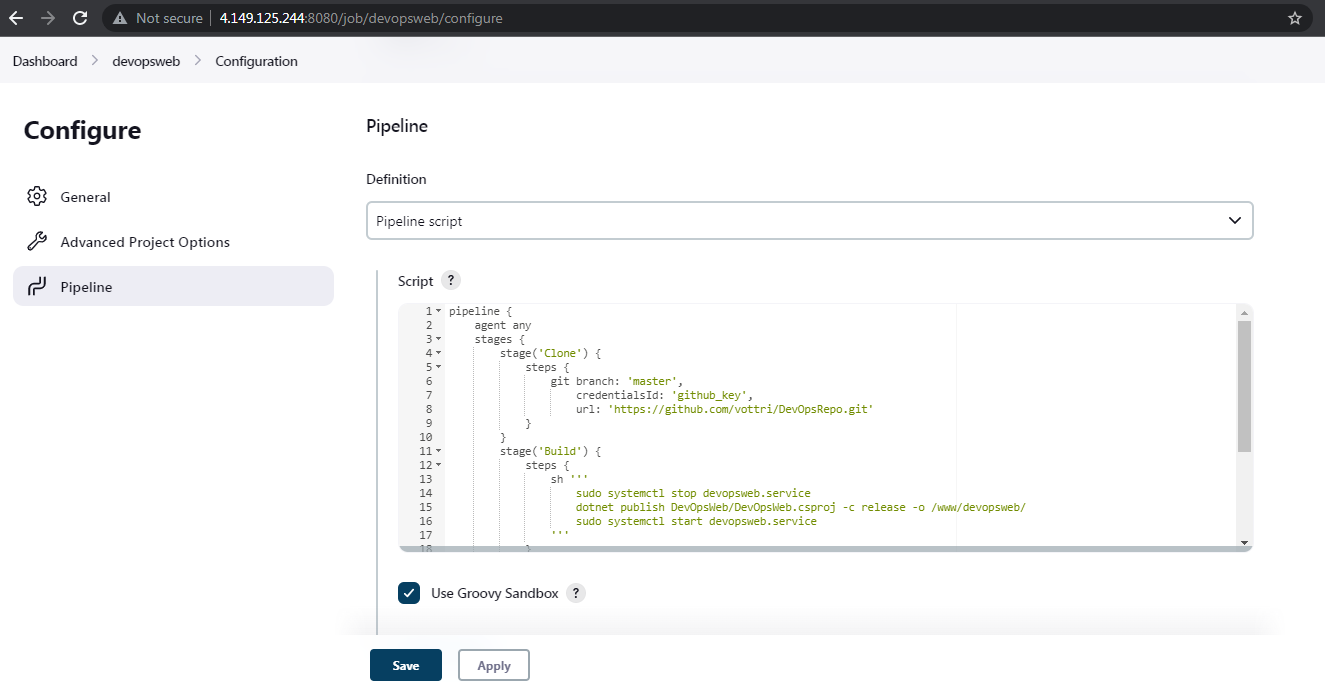 Not secure 4.149.125.244:8080/job/devopsweb/configure
Dashboard devopsweb Configuration
Configure
General
Advanced Project Options
Pipeline
Pipeline
Definition
Pipeline script
Script ?
1 pipeline {
2 agent any
3 stages {
4 stage('Clone') {
5 steps {
6 git branch: 'master',
7 credentialsId: 'github_key',
8 url: 'https://github.com/vottri/DevOpsRepo.git'
9 }
10 }
11 stage('Build') {
12 steps {
13 sh '''
14 sudo systemctl stop devopsweb.service
15 dotnet publish DevOpsWeb/DevOpsWeb.csproj -c release -o /www/devopsweb/
16 sudo systemctl start devopsweb.service
17 '''
18 }
Use Groovy Sandbox ?
Save Apply